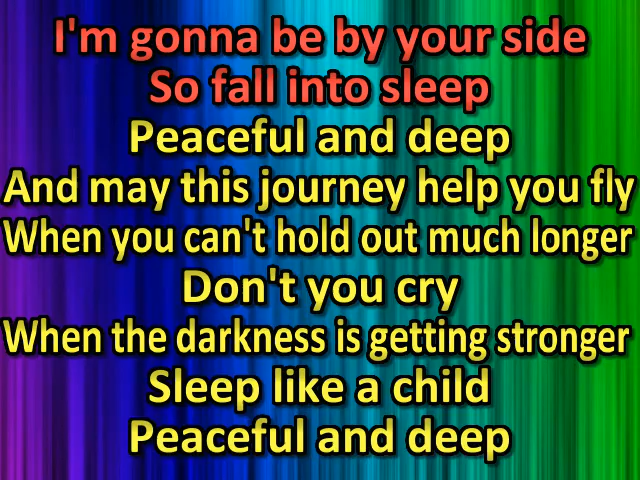 I'm gonna be by your side
So fall into sleep
Peaceful and deep
And may this journey help you fly
When you can't hold out much longer
Don't you cry
When the darkness is getting stronger
Sleep like a child
Peaceful and deep